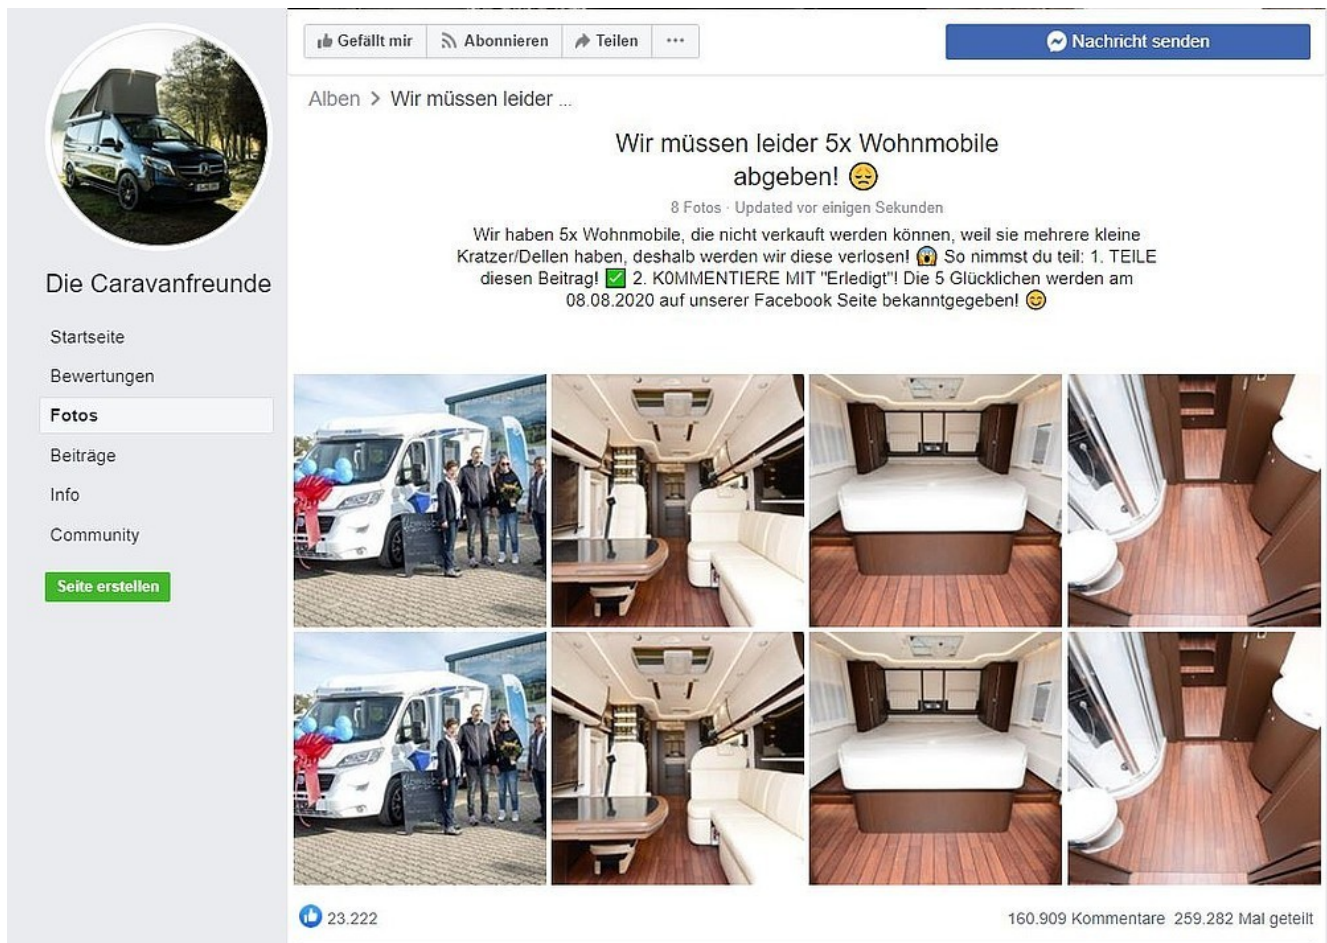 Gefällt mir
Abonnieren
Teilen
...
Nachricht senden
Alben > Wir müssen leider ...
Wir müssen leider 5x Wohnmobile
abgeben! 😞
8 Fotos · Updated vor einigen Sekunden
Wir haben 5x Wohnmobile, die nicht verkauft werden können, weil sie mehrere kleine
Kratzer/Dellen haben, deshalb werden wir diese verlosen! 😱 So nimmst du teil: 1. TEILE
diesen Beitrag! ✅ 2. K0MMENTIERE MIT "Erledigt"! Die 5 Glücklichen werden am
08.08.2020 auf unserer Facebook Seite bekanntgegeben! 😊
Die Caravanfreunde
Startseite
Bewertungen
Fotos
Beiträge
Info
Community
Seite erstellen
23.222
160.909 Kommentare 259.282 Mal geteilt